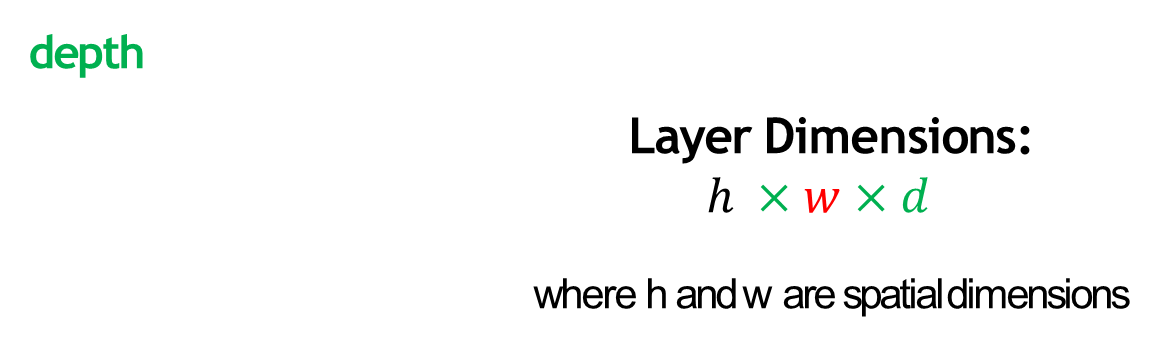 depth
Layer Dimensions:
h × w × d
where h and w are spatial dimensions